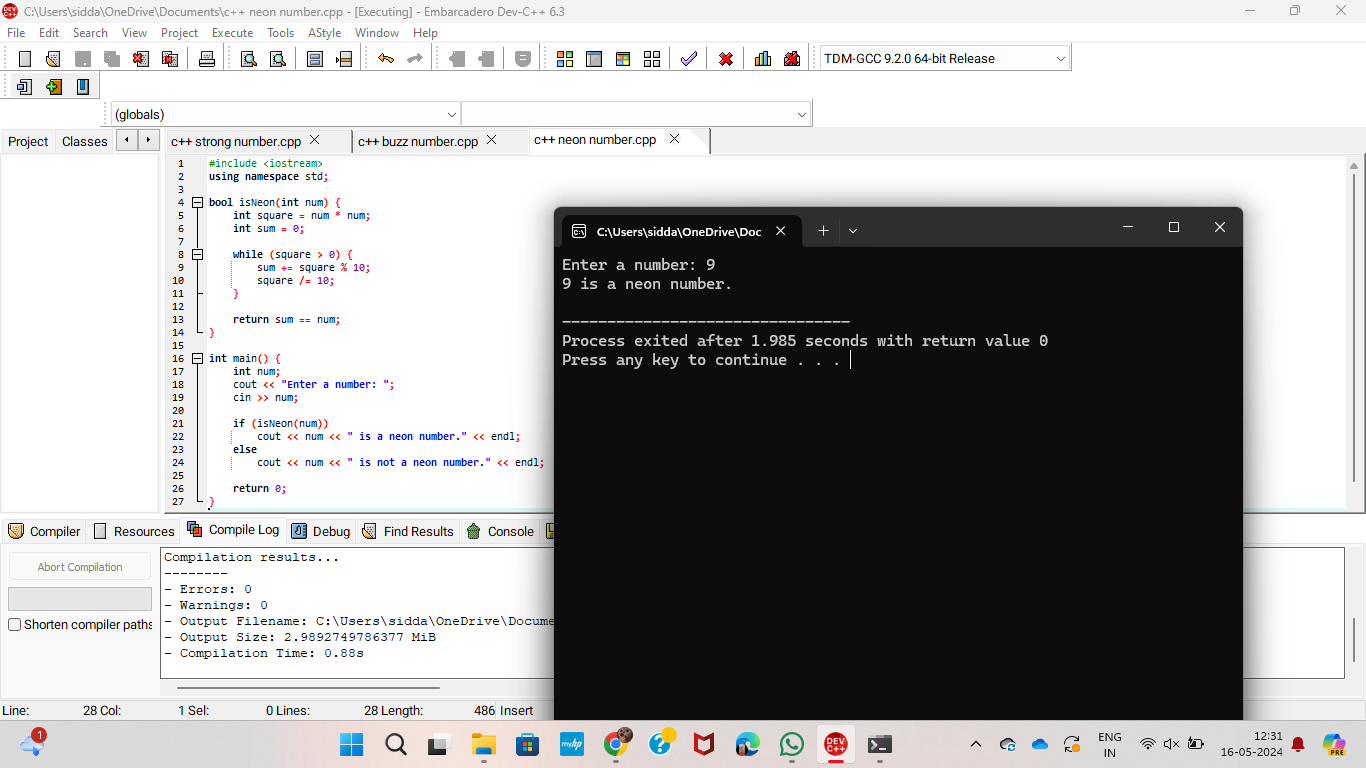 C:\Users\sidda\OneDrive\Documents\c++ neon number.cpp - [Executing] - Embarcadero Dev-C++ 6.3
File Edit Search View Project Execute Tools AStyle Window Help
TDM-GCC 9.2.0 64-bit Release
(globals)
Project Classes c++ strong number.cpp c++ buzz number.cpp c++ neon number.cpp
1 #include <iostream>
2 using namespace std;
3
4 bool isNeon(int num) {
5 int square = num * num;
6 int sum = 0;
7
8 while (square > 0) {
9 sum += square % 10;
10 square /= 10;
11 }
12
13 return sum == num;
14 }
15
16 int main() {
17 int num;
18 cout << "Enter a number: ";
19 cin >> num;
20
21 if (isNeon(num))
22 cout << num << " is a neon number." << endl;
23 else
24 cout << num << " is not a neon number." << endl;
25
26 return 0;
27 }
C:\Users\sidda\OneDrive\Doc
Enter a number: 9
9 is a neon number.
--------------------------------
Process exited after 1.985 seconds with return value 0
Press any key to continue . . .
Compiler Resources Compile Log Debug Find Results Console
Abort Compilation
Shorten compiler paths
Compilation results...
--------
- Errors: 0
- Warnings: 0
- Output Filename: C:\Users\sidda\OneDrive\Docume
- Output Size: 2.9892749786377 MiB
- Compilation Time: 0.88s
Line: 28 Col: 1 Sel: 0 Lines: 28 Length: 486 Insert
1
myhp
DEV C++
ENG
IN
12:31
16-05-2024
PRE